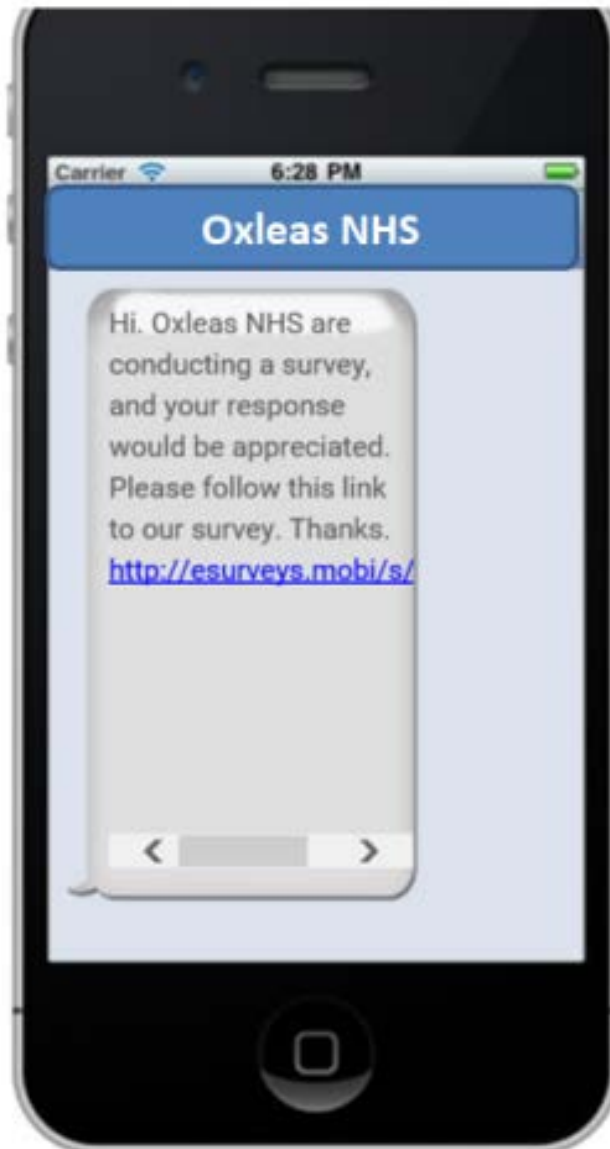 Carrier 6:28 PM
Oxleas NHS
Hi. Oxleas NHS are
conducting a survey,
and your response
would be appreciated.
Please follow this link
to our survey. Thanks.
http://esurveys.mobi/s/